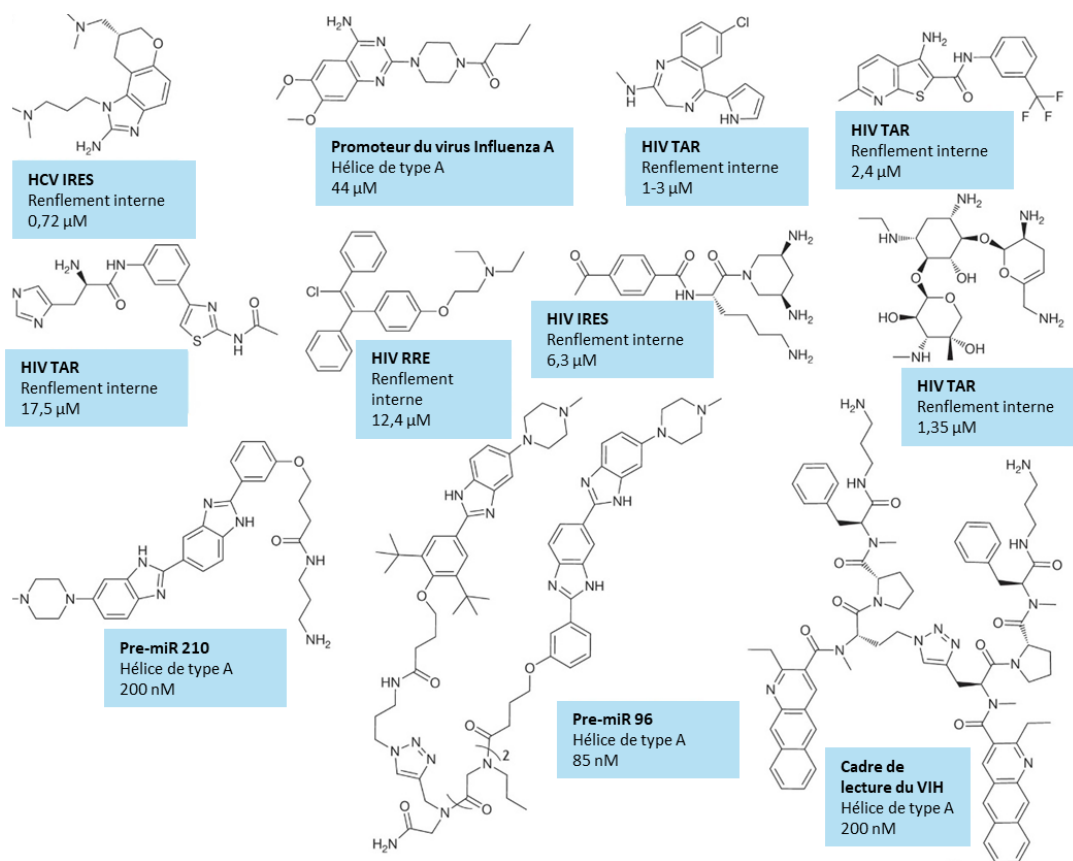 HCV IRES
Renflement interne
0,72 µM
Promoteur du virus Influenza A
Hélice de type A
44 µM
HIV TAR
Renflement interne
1-3 µM
HIV TAR
Renflement interne
2,4 µM
HIV TAR
Renflement interne
17,5 µM
HIV RRE
Renflement
interne
12,4 µM
HIV IRES
Renflement interne
6,3 µM
HIV TAR
Renflement interne
1,35 µM
Pre-miR 210
Hélice de type A
200 nM
Pre-miR 96
Hélice de type A
85 nM
Cadre de
lecture du VIH
Hélice de type A
200 nM